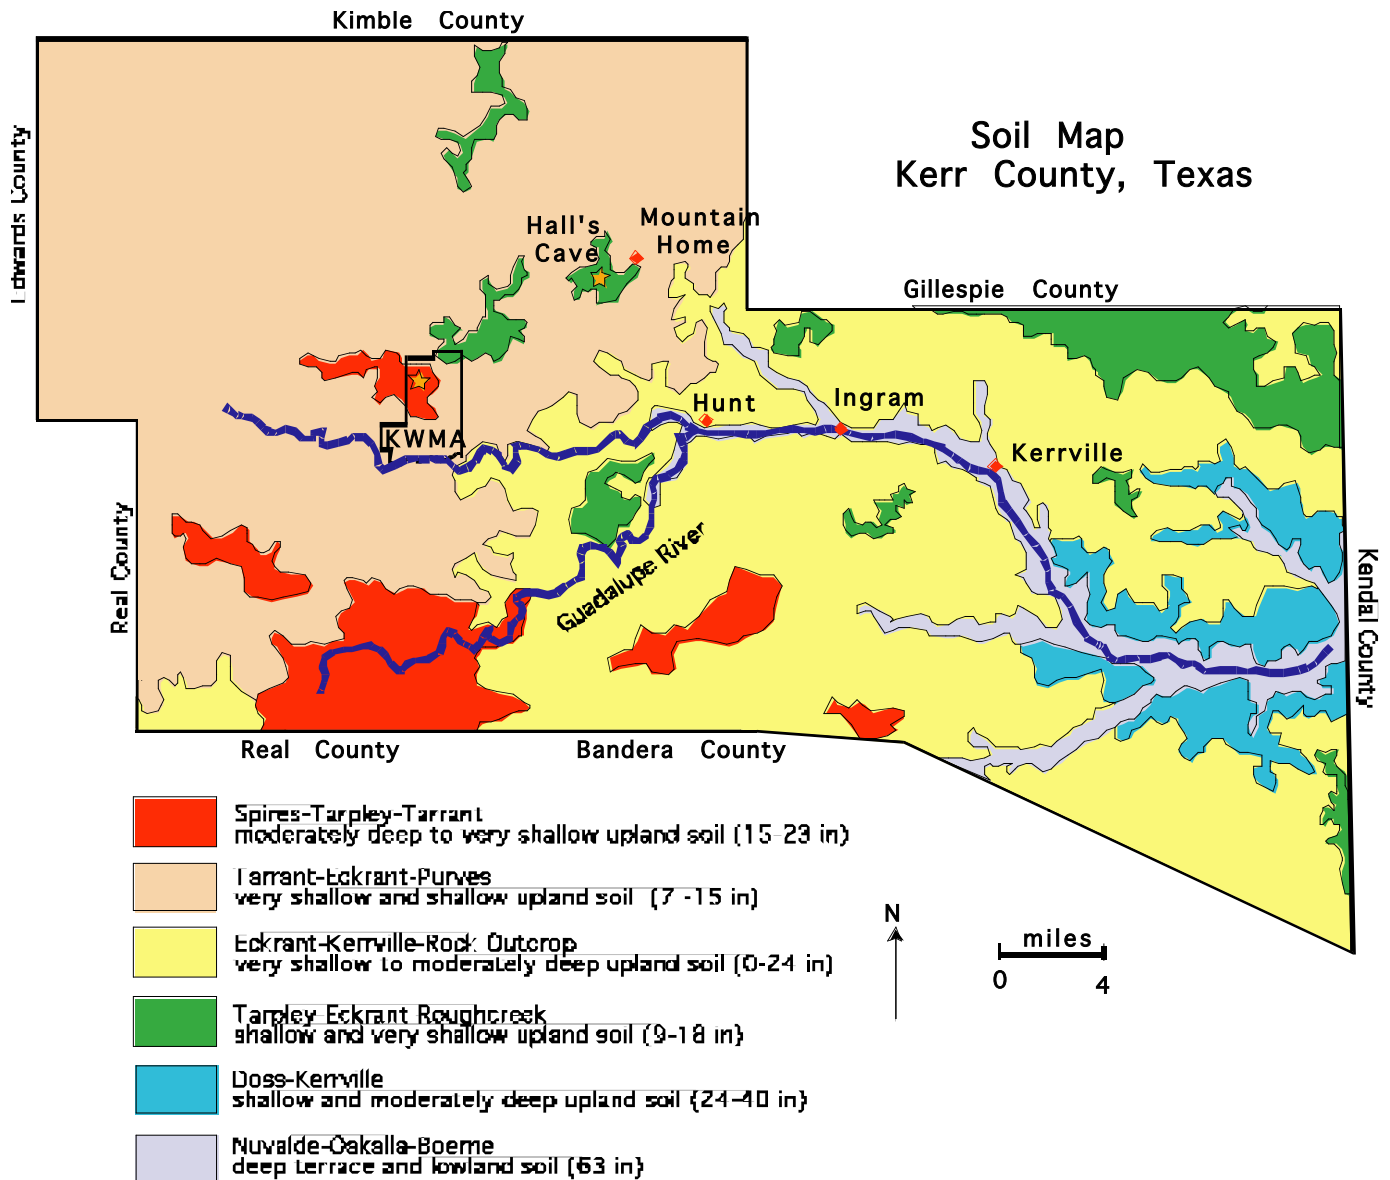 Kimble County
Edwards County
Soil Map
Kerr County, Texas
Hall's
Cave
Mountain
Home
Gillespie County
Hunt
Ingram
KWMA
Kerrville
Guadalupe River
Real County
Kendal County
Real County
Bandera County
Spires-Tarpley-Tarrant
moderately deep to very shallow upland soil (15-23 in)
Tarrant-Eckrant-Purves
very shallow and shallow upland soil (7 -15 in)
Eckrant-Kerrville-Rock Outcrop
very shallow to moderately deep upland soil (0-24 in)
Tarpley-Eckrant Roughcreek
shallow and very shallow upland soil (9-18 in)
Doss-Kerrville
shallow and moderately deep upland soil (24-40 in)
Nuvalde-Oakalla-Boerne
deep terrace and lowland soil (63 in)
N
miles
0 4